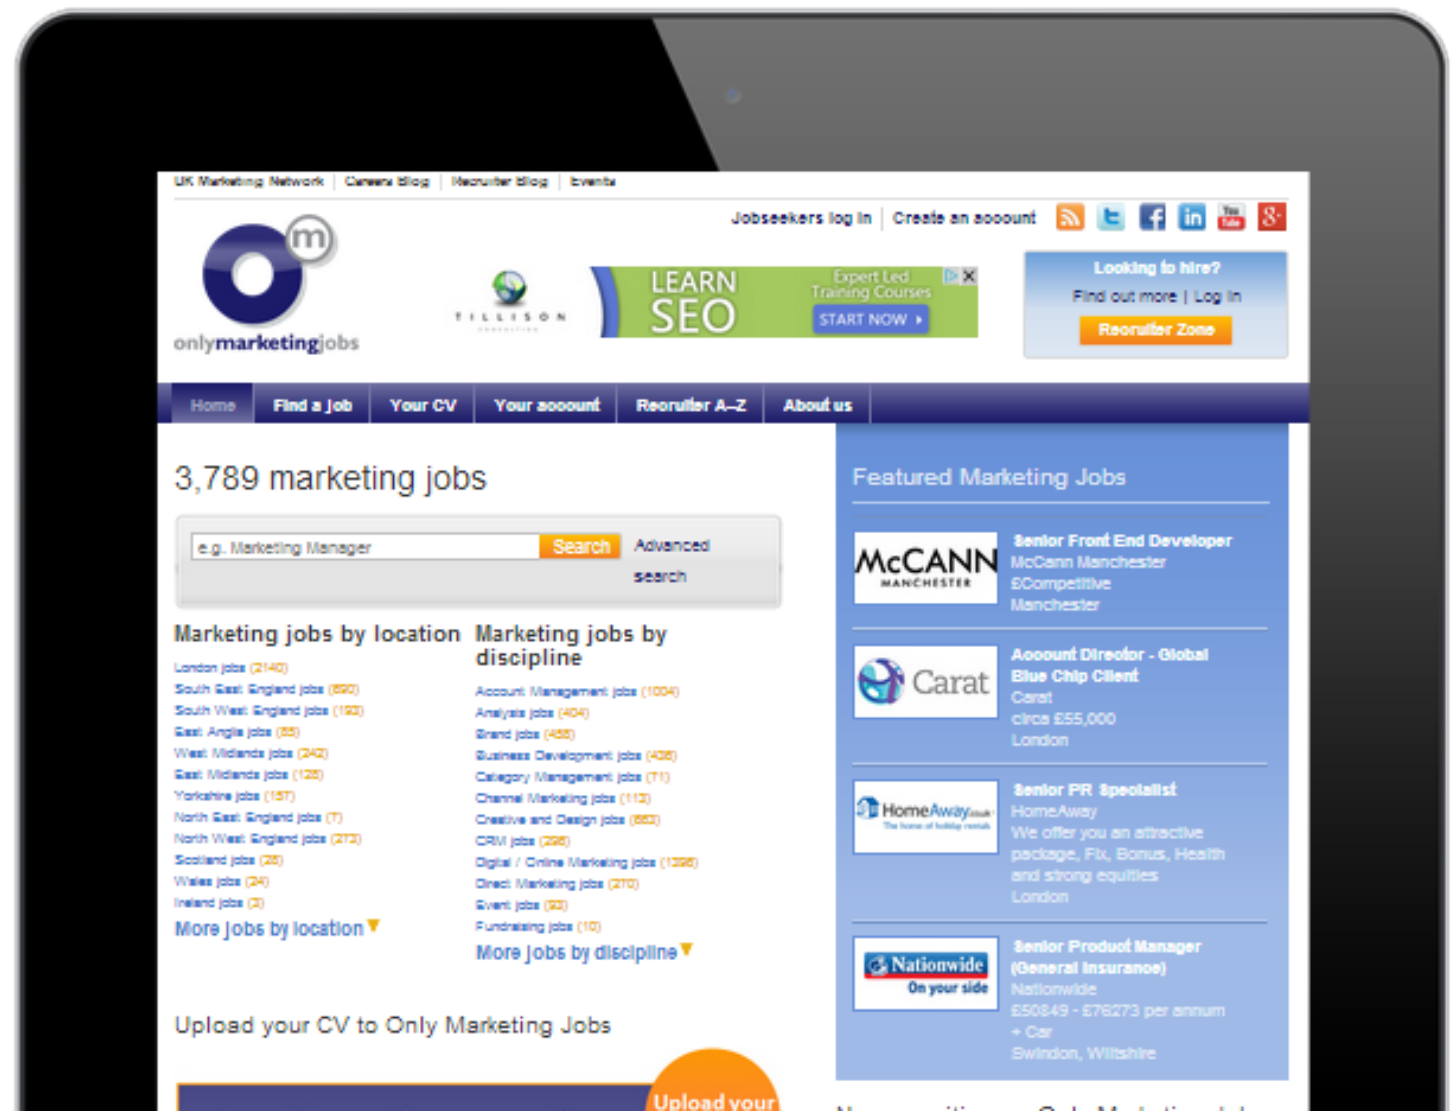 UK Marketing Network | Careers Blog | Recruiter Blog | Events
Jobseekers log in | Create an account
You
Tube
8+
m
onlymarketingjobs
TILLISON
LEARN
SEO
Expert Led
Training Courses
START NOW
Looking to hire?
Find out more | Log In
Recruiter Zone
Home
Find a Job
Your CV
Your account
Recruiter A–Z
About us
3,789 marketing jobs
e.g. Marketing Manager
Search
Advanced
search
Marketing jobs by location
London jobs (2140)
South East England jobs (690)
South West England jobs (193)
East Anglia jobs
West Midlands jobs (242)
East Midlands jobs (128)
Yorkshire jobs (157)
North East England jobs (7)
North West England jobs (273)
Scotland jobs
Wales jobs (24)
Ireland jobs (3)
More jobs by location
Marketing jobs by
discipline
Account Management jobs (1004)
Analysis jobs (404)
Brand jobs
Business Development jobs
Category Management jobs (71)
Channel Marketing jobs (113)
Creative and Design jobs
CRM jobs
Digital / Online Marketing jobs
Direct Marketing jobs (270)
Event jobs
Fundraising jobs (10)
More jobs by discipline
Upload your CV to Only Marketing Jobs
Upload your
Featured Marketing Jobs
McCANN
MANCHESTER
Senior Front End Developer
McCann Manchester
£Competitive
Manchester
Carat
Account Director - Global
Blue Chip Client
Carat
circa £55,000
London
HomeAway.co.uk
The home of holiday rentals
Senior PR Specialist
HomeAway
We offer you an attractive
package, Fix, Bonus, Health
and strong equities
London
Nationwide
On your side
Senior Product Manager
(General Insurance)
Nationwide
£50849 - £76273 per annum
+ Car
Swindon, Wiltshire